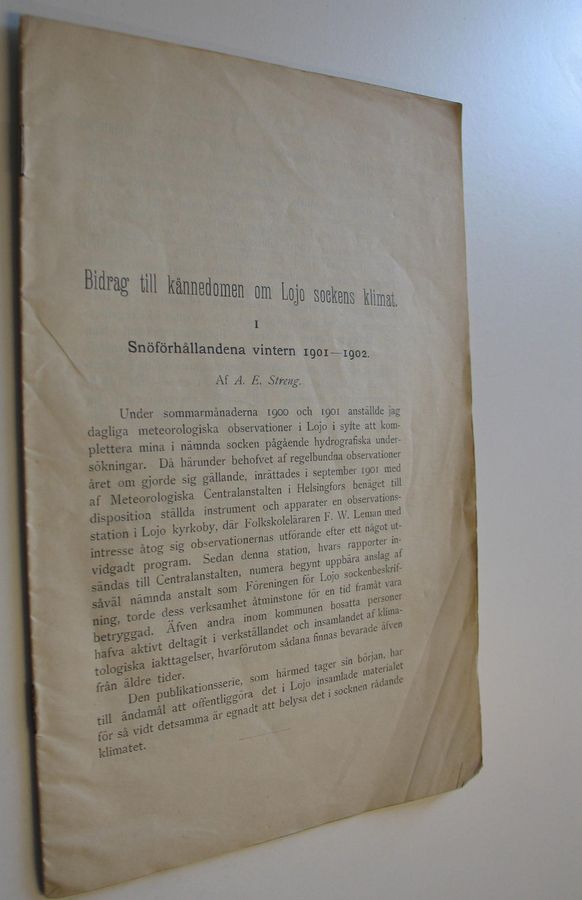 Bidrag till kännedomen om Lojo sockens klimat.
I
Snöförhållandena vintern 1901—1902.
Af A. E. Streng.
Under sommarmånaderna 1900 och 1901 anställde jag
dagliga meteorologiska observationer i Lojo i syfte att kom-
plettera mina i nämnda socken pågående hydrografiska under-
sökningar. Då härunder behofvet af regelbundna observationer
året om gjorde sig gällande, inrättades i september 1901 med
af Meteorologiska Centralanstalten i Helsingfors benäget till
disposition ställda instrument och apparater en observations-
station i Lojo kyrkoby, där Folkskoleläraren F. W. Leman med
intresse åtog sig observationernas utförande efter ett något ut-
vidgadt program. Sedan denna station, hvars rapporter in-
sändas till Centralanstalten, numera begynt uppbära anslag af
såväl nämnda anstalt som Föreningen för Lojo sockenbeskrif-
ning, torde dess verksamhet åtminstone för en tid framåt vara
betryggad. Äfven andra inom kommunen bosatta personer
hafva aktivt deltagit i verkställandet och insamlandet af klima-
tologiska iakttagelser, hvarförutom sådana finnas bevarade äfven
från äldre tider.
Den publikationsserie, som härmed tager sin början, har
till ändamål att offentliggöra det i Lojo insamlade materialet
för så vidt detsamma är egnadt att belysa det i socknen rådande
klimatet.